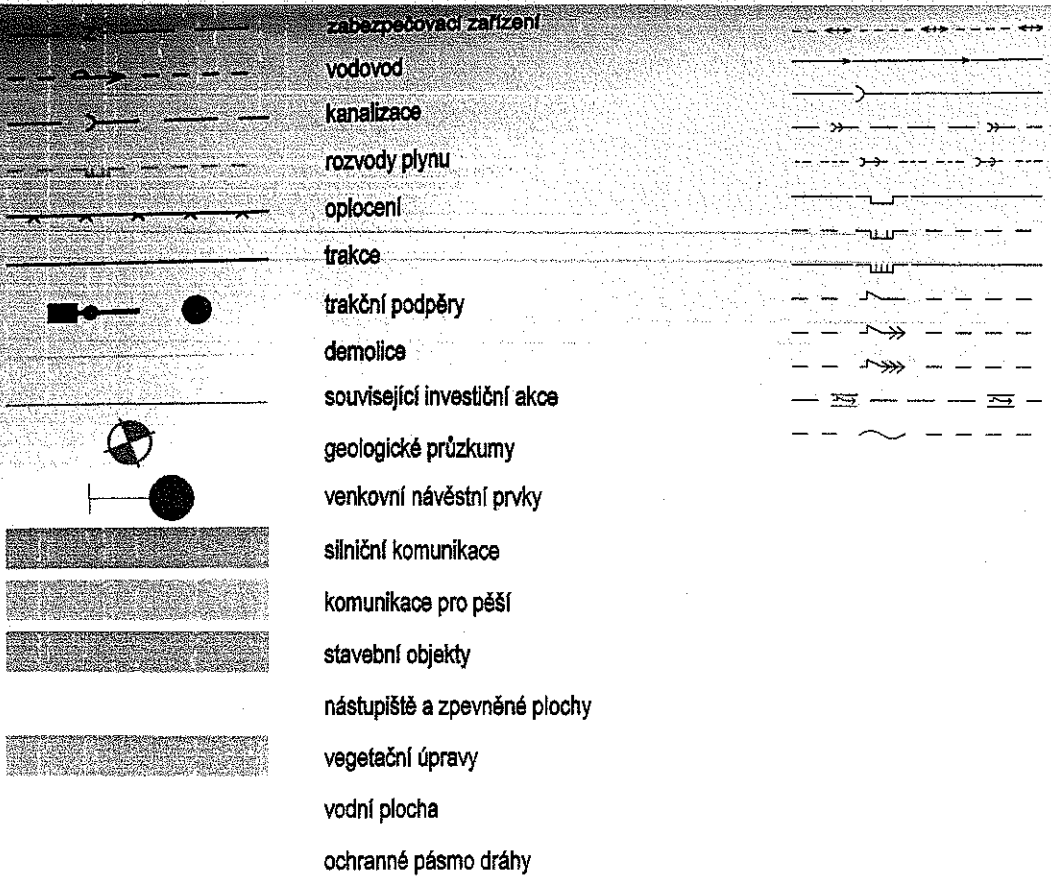 zabezpečovací zařízení
vodovod
kanalizace
rozvody plynu
oplocení
trakce
trakční podpěry
demolice
související investiční akce
geologické průzkumy
venkovní návěstní prvky
silniční komunikace
komunikace pro pěší
stavební objekty
nástupiště a zpevněné plochy
vegetační úpravy
vodní plocha
ochranné pásmo dráhy